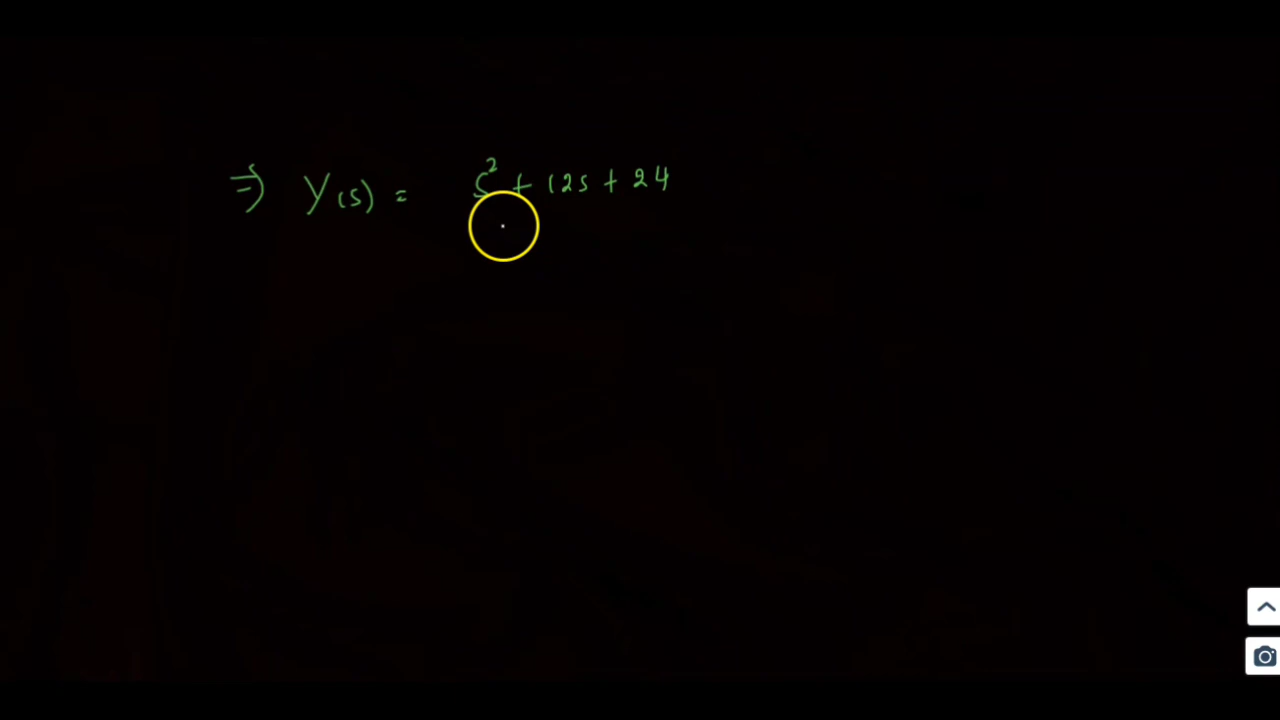 ⇒ Y(s) = s² + 12s + 24